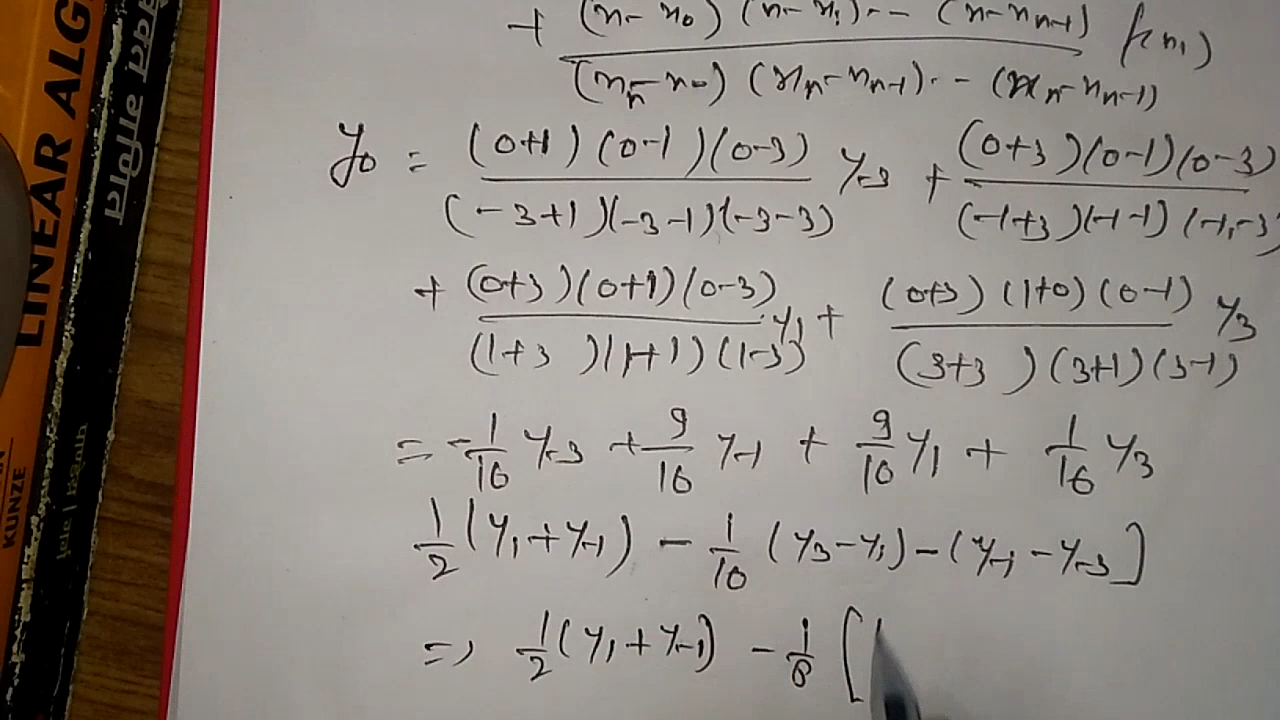 + (x-x₀) (x-x₁)-- (x-xₙ₋₁) / (xₙ-x₀) (xₙ-xₙ₋₁)-- (xₙ-xₙ₋₁) f(xₙ)
y₀ = (0+1)(0-1)(0-3) / (-3+1)(-3-1)(-3-3) y₋₃ + (0+3)(0-1)(0-3) / (-1+3)(-1-1)(-1-3)
+ (0+3)(0+1)(0-3) / (1+3)(1+1)(1-3) y₁ + (0+3)(1+0)(0-1) / (3+3)(3+1)(3-1) y₃
= -1/16 y₋₃ + 9/16 y₋₁ + 9/16 y₁ + 1/16 y₃
1/2 (y₁+y₋₁) - 1/16 (y₃-y₁)-(y₋₁-y₋₃]
=> 1/2 (y₁+y₋₁) - 1/8 [
LINEAR ALG
KUNZE